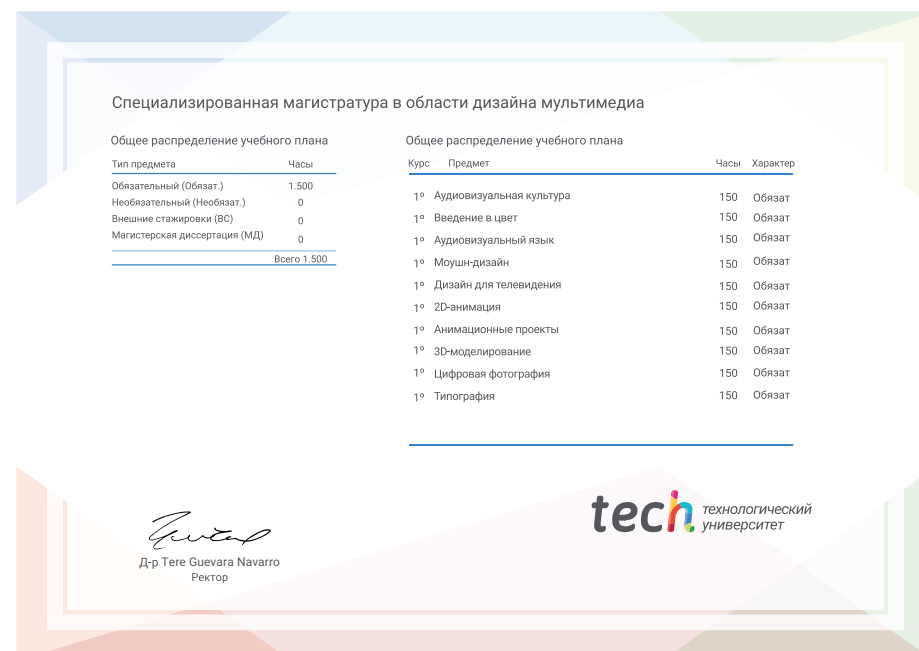 Специализированная магистратура в области дизайна мультимедиа
Общее распределение учебного плана
Тип предмета Часы
Обязательный (Обязат.) 1.500
Необязательный (Необязат.) 0
Внешние стажировки (ВС) 0
Магистерская диссертация (МД) 0
Всего 1.500
Общее распределение учебного плана
Курс Предмет Часы Характер
1º Аудиовизуальная культура 150 Обязат
1º Введение в цвет 150 Обязат
1º Аудиовизуальный язык 150 Обязат
1º Моушн-дизайн 150 Обязат
1º Дизайн для телевидения 150 Обязат
1º 2D-анимация 150 Обязат
1º Анимационные проекты 150 Обязат
1º 3D-моделирование 150 Обязат
1º Цифровая фотография 150 Обязат
1º Типография 150 Обязат
Д-р Tere Guevara Navarro
Ректор
tech технологический
университет